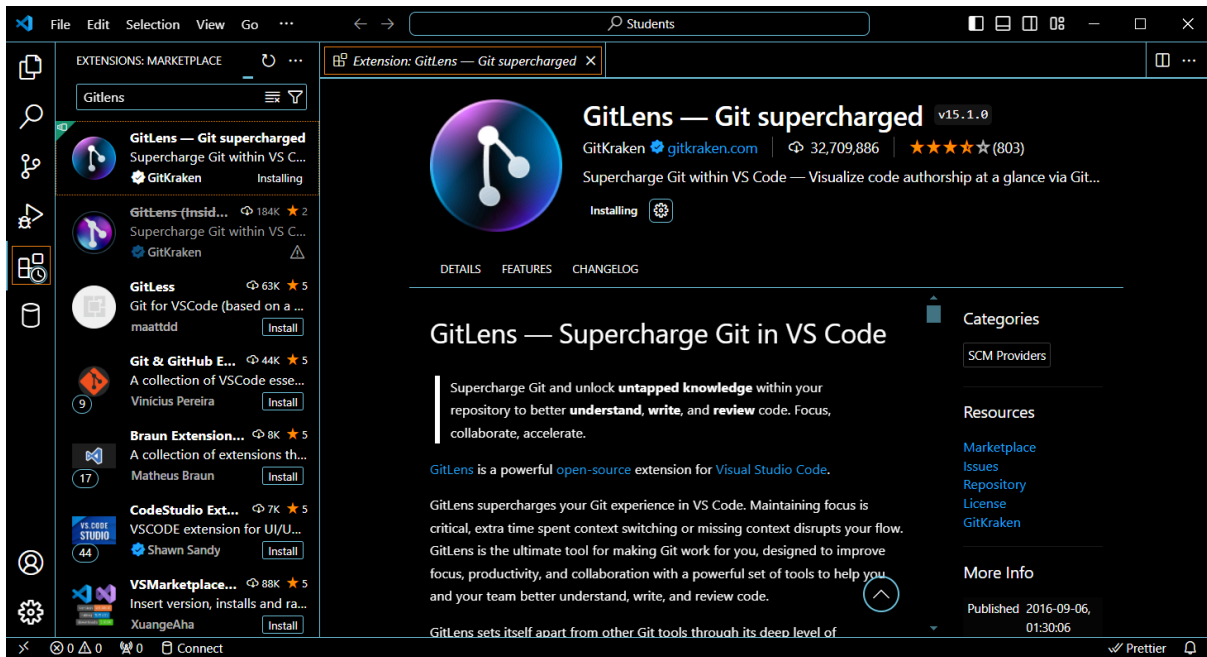 File Edit Selection View Go ···
Students
EXTENSIONS: MARKETPLACE
Extension: GitLens — Git supercharged
Gitlens
GitLens — Git supercharged
Supercharge Git within VS C...
GitKraken Installing
GitLens (Insid... 184K 2
Supercharge Git within VS C...
GitKraken
GitLess 63K 5
Git for VSCode (based on a ...
maattdd Install
Git & GitHub E... 44K 5
A collection of VSCode esse...
9 Vinícius Pereira Install
Braun Extension... 8K 5
A collection of extensions th...
17 Matheus Braun Install
CodeStudio Ext... 7K 5
VS CODE STUDIO
VSCODE extension for UI/U...
44 Shawn Sandy Install
VSMarketplace... 88K 5
Insert version, installs and ra...
XuangeAha Install
GitLens — Git supercharged v15.1.0
GitKraken gitkraken.com 32,709,886 (803)
Supercharge Git within VS Code — Visualize code authorship at a glance via Git...
Installing
DETAILS FEATURES CHANGELOG
GitLens — Supercharge Git in VS Code
Supercharge Git and unlock untapped knowledge within your
repository to better understand, write, and review code. Focus,
collaborate, accelerate.
GitLens is a powerful open-source extension for Visual Studio Code.
GitLens supercharges your Git experience in VS Code. Maintaining focus is
critical, extra time spent context switching or missing context disrupts your flow.
GitLens is the ultimate tool for making Git work for you, designed to improve
focus, productivity, and collaboration with a powerful set of tools to help you
and your team better understand, write, and review code.
GitLens sets itself apart from other Git tools through its deep level of
Categories
SCM Providers
Resources
Marketplace
Issues
Repository
License
GitKraken
More Info
Published 2016-09-06,
01:30:06
0 0 0 Connect
Prettier